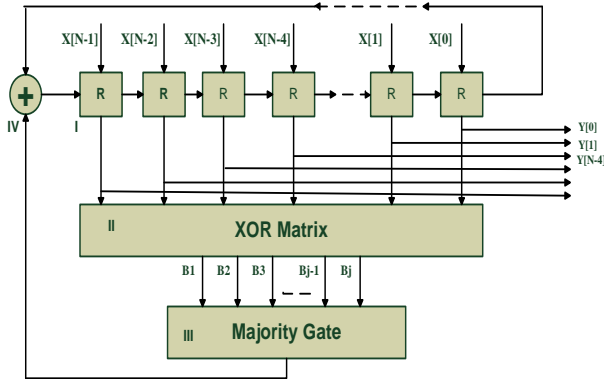 X[N-1] X[N-2] X[N-3] X[N-4] X[1] X[0]
+ R R R R R R
IV I
Y[0]
Y[1]
Y[N-4]
II XOR Matrix
B1 B2 B3 Bj-1 Bj
III Majority Gate